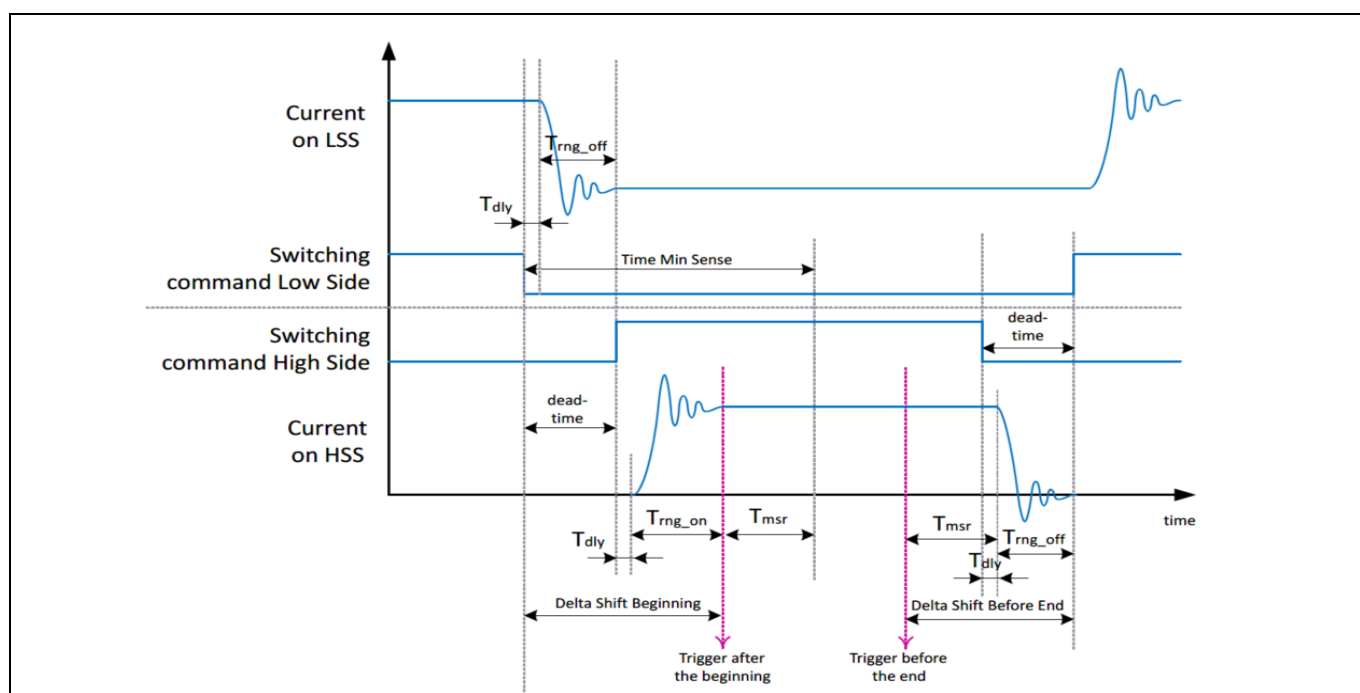 Current
on LSS
Trng_off
Tdly
Switching
command Low Side
Time Min Sense
Switching
command High Side
dead-
time
dead-
time
Current
on HSS
time
Tdly
Trng_on
Tmsr
Tmsr
Trng_off
Tdly
Delta Shift Beginning
Delta Shift Before End
Trigger after
the beginning
Trigger before
the end